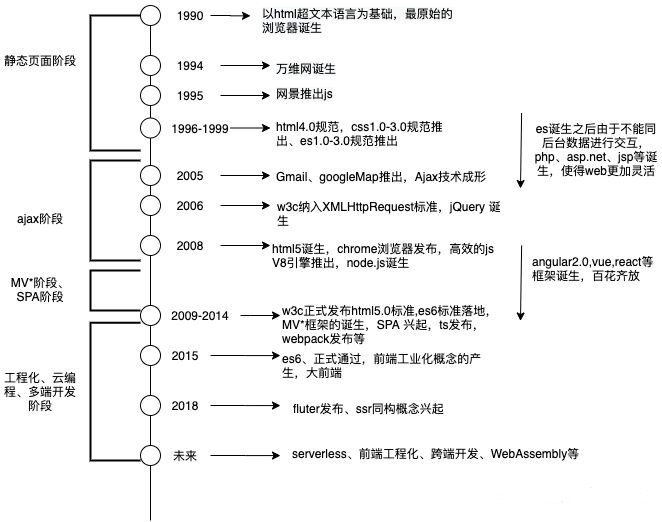 1990
以html超文本语言为基础，最原始的
浏览器诞生
静态页面阶段
1994
万维网诞生
1995
网景推出js
1996-1999
html4.0规范，css1.0-3.0规范推
出、es1.0-3.0规范推出
es诞生之后由于不能同
后台数据进行交互，
php、asp.net、jsp等诞
生，使得web更加灵活
2005
Gmail、googleMap推出，Ajax技术成形
ajax阶段
2006
w3c纳入XMLHttpRequest标准，jQuery 诞
生
2008
html5诞生，chrome浏览器发布，高效的js
V8引擎推出，node.js诞生
angular2.0,vue,react等
框架诞生，百花齐放
MV*阶段、
SPA阶段
2009-2014
w3c正式发布html5.0标准,es6标准落地，
MV*框架的诞生，SPA 兴起，ts发布，
webpack发布等
2015
es6、正式通过，前端工业化概念的产
生，大前端
工程化、云编
程、多端开发
阶段
2018
fluter发布、ssr同构概念兴起
未来
serverless、前端工程化、跨端开发、WebAssembly等